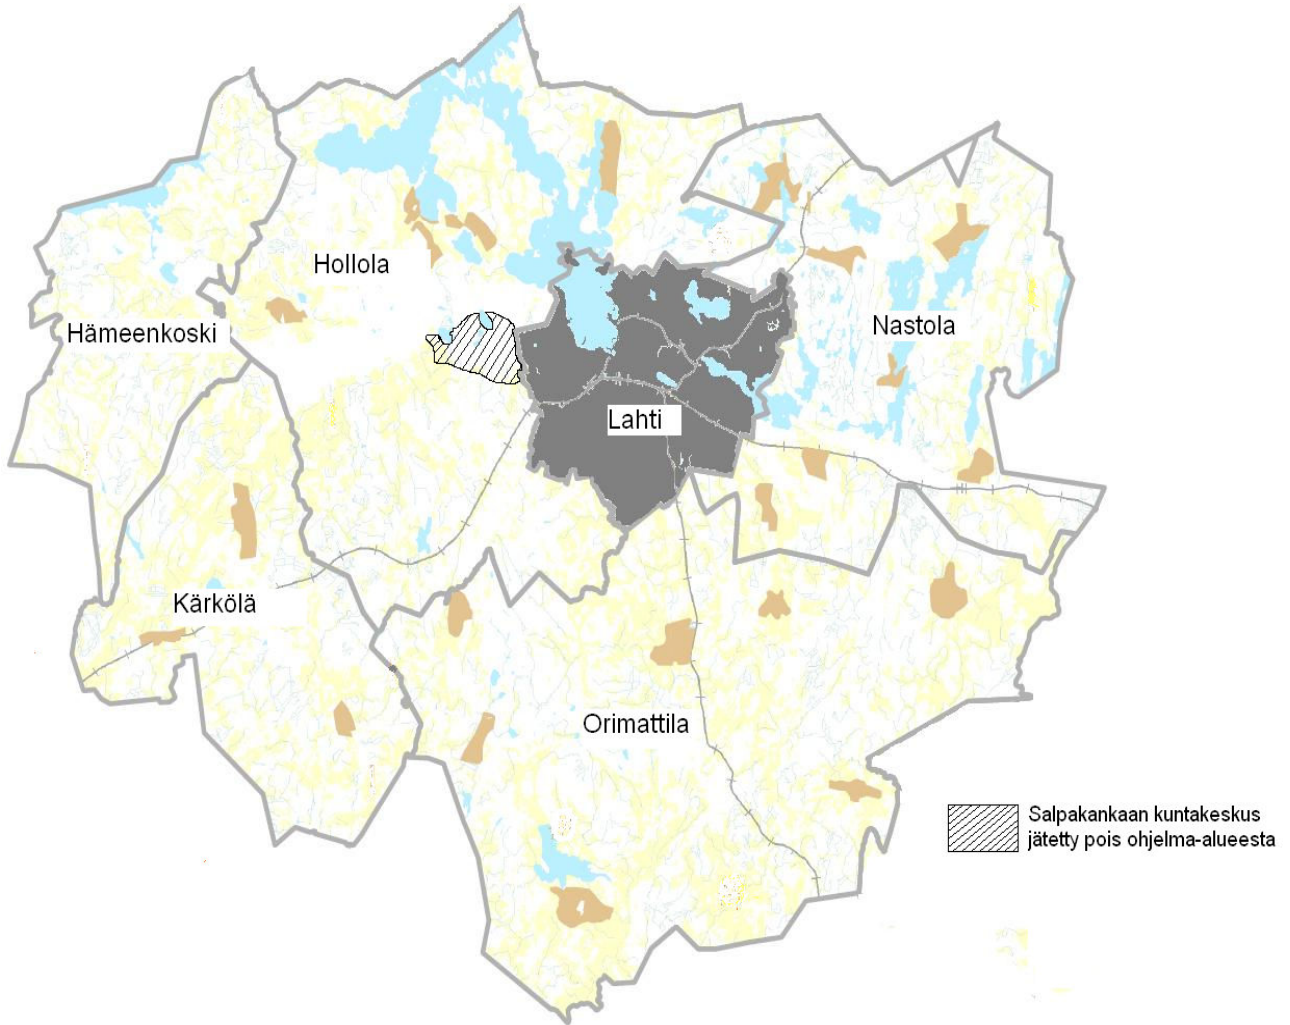 Hollola
Hämeenkoski
Nastola
Lahti
Kärkölä
Orimattila
Salpakankaan kuntakeskus
jätetty pois ohjelma-alueesta